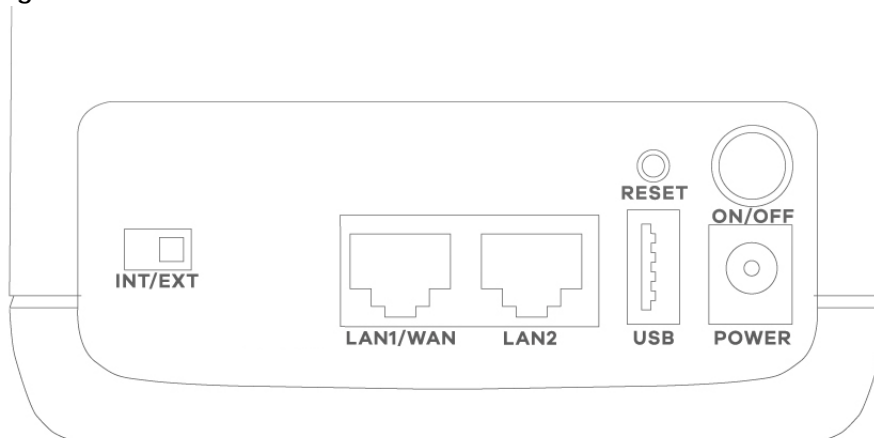 RESET
ON/OFF
INT/EXT
LAN1/WAN
LAN2
USB
POWER